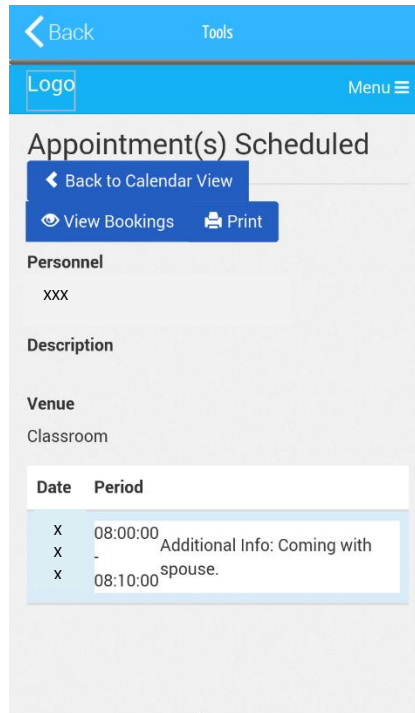 Back Tools
Logo Menu
Appointment(s) Scheduled
Back to Calendar View
View Bookings Print
Personnel
xxx
Description
Venue
Classroom
Date Period
x
x
x
08:00:00
-
08:10:00
Additional Info: Coming with
spouse.